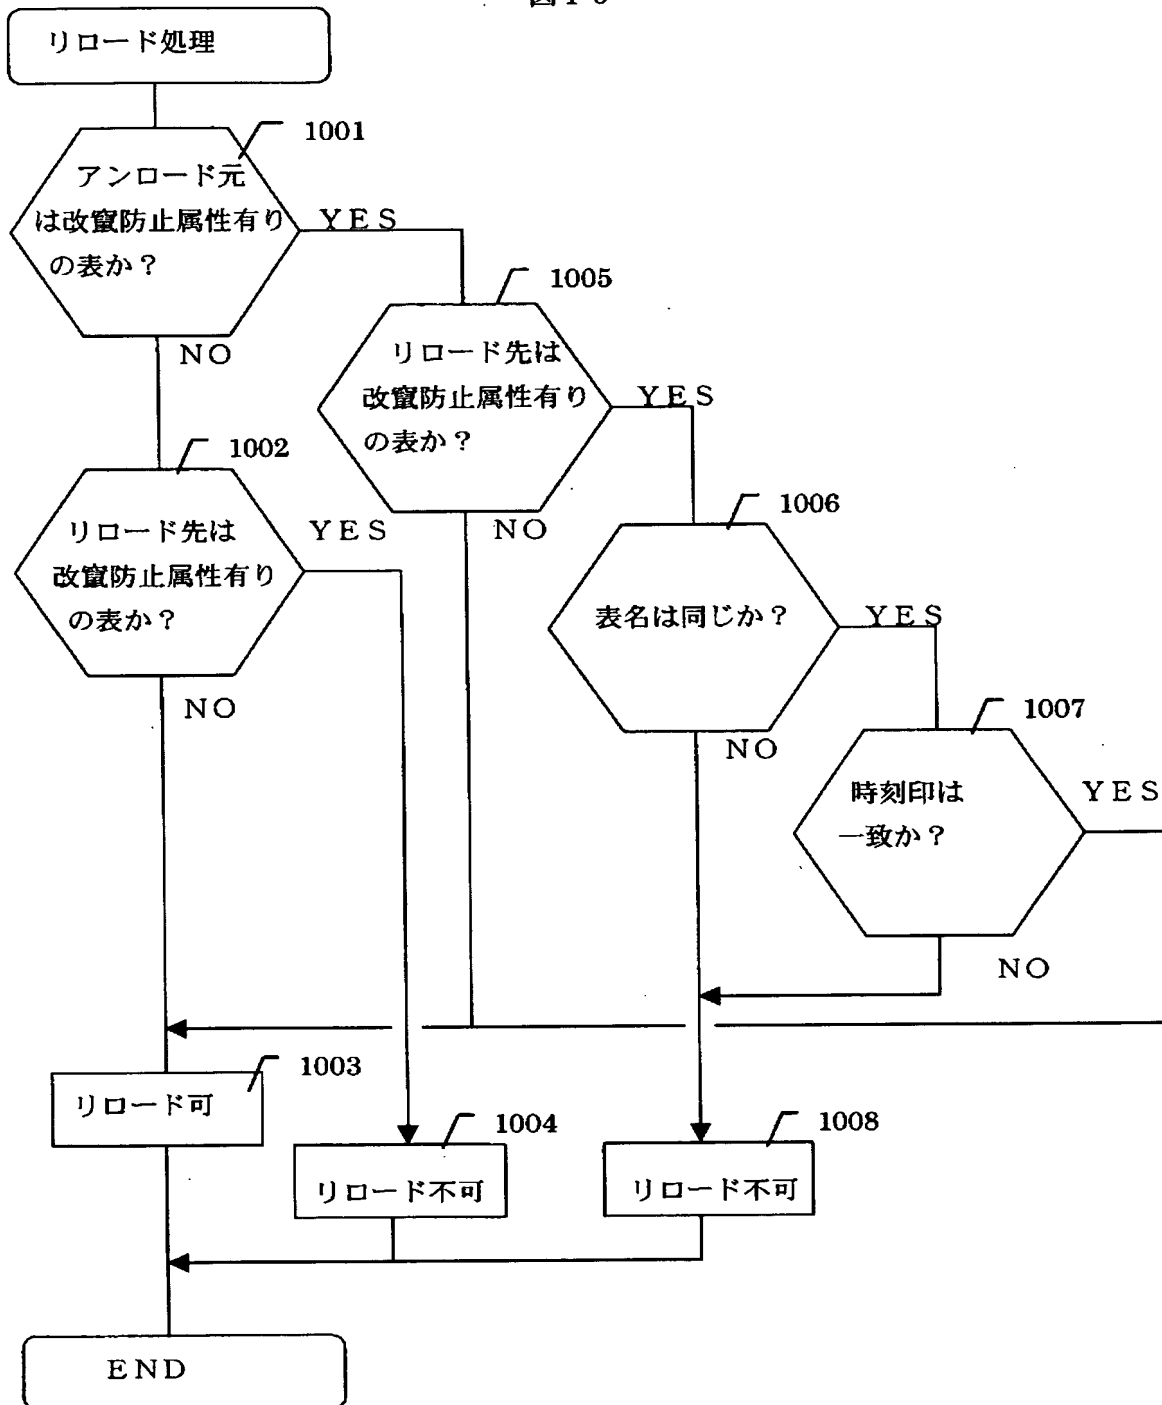 リロード処理
1001
アンロード元
は改竄防止属性有り
の表か？
YES
NO
1005
リロード先は
改竄防止属性有り
の表か？
YES
NO
1002
リロード先は
改竄防止属性有り
の表か？
YES
NO
1006
表名は同じか？
YES
NO
1007
時刻印は
一致か？
YES
NO
1003
リロード可
1004
リロード不可
1008
リロード不可
END